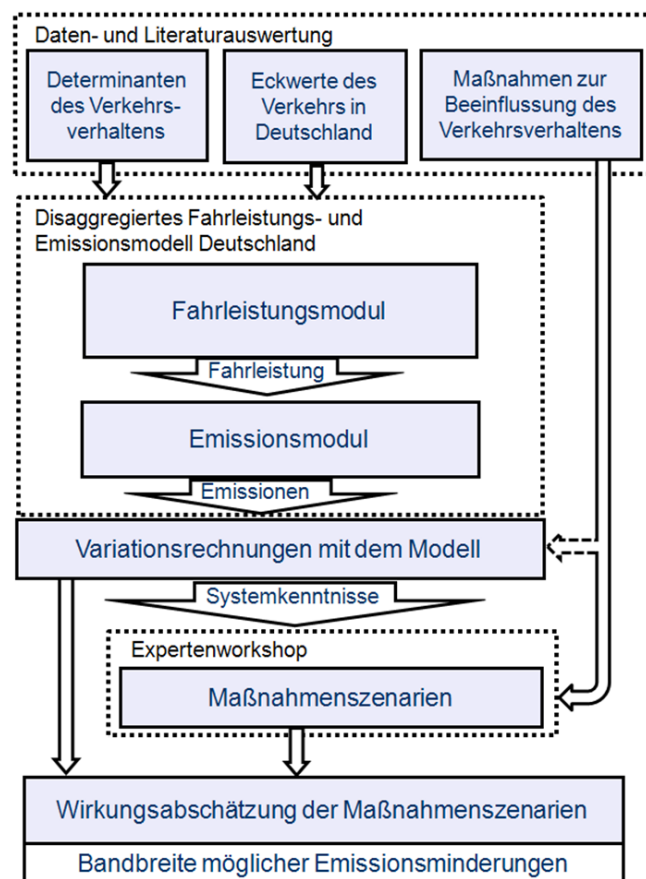 Daten- und Literaturauswertung
Determinanten
des Verkehrs-
verhaltens
Eckwerte des
Verkehrs in
Deutschland
Maßnahmen zur
Beeinflussung des
Verkehrsverhaltens
Disaggregiertes Fahrleistungs- und
Emissionsmodell Deutschland
Fahrleistungsmodul
Fahrleistung
Emissionsmodul
Emissionen
Variationsrechnungen mit dem Modell
Systemkenntnisse
Expertenworkshop
Maßnahmenszenarien
Wirkungsabschätzung der Maßnahmenszenarien
Bandbreite möglicher Emissionsminderungen